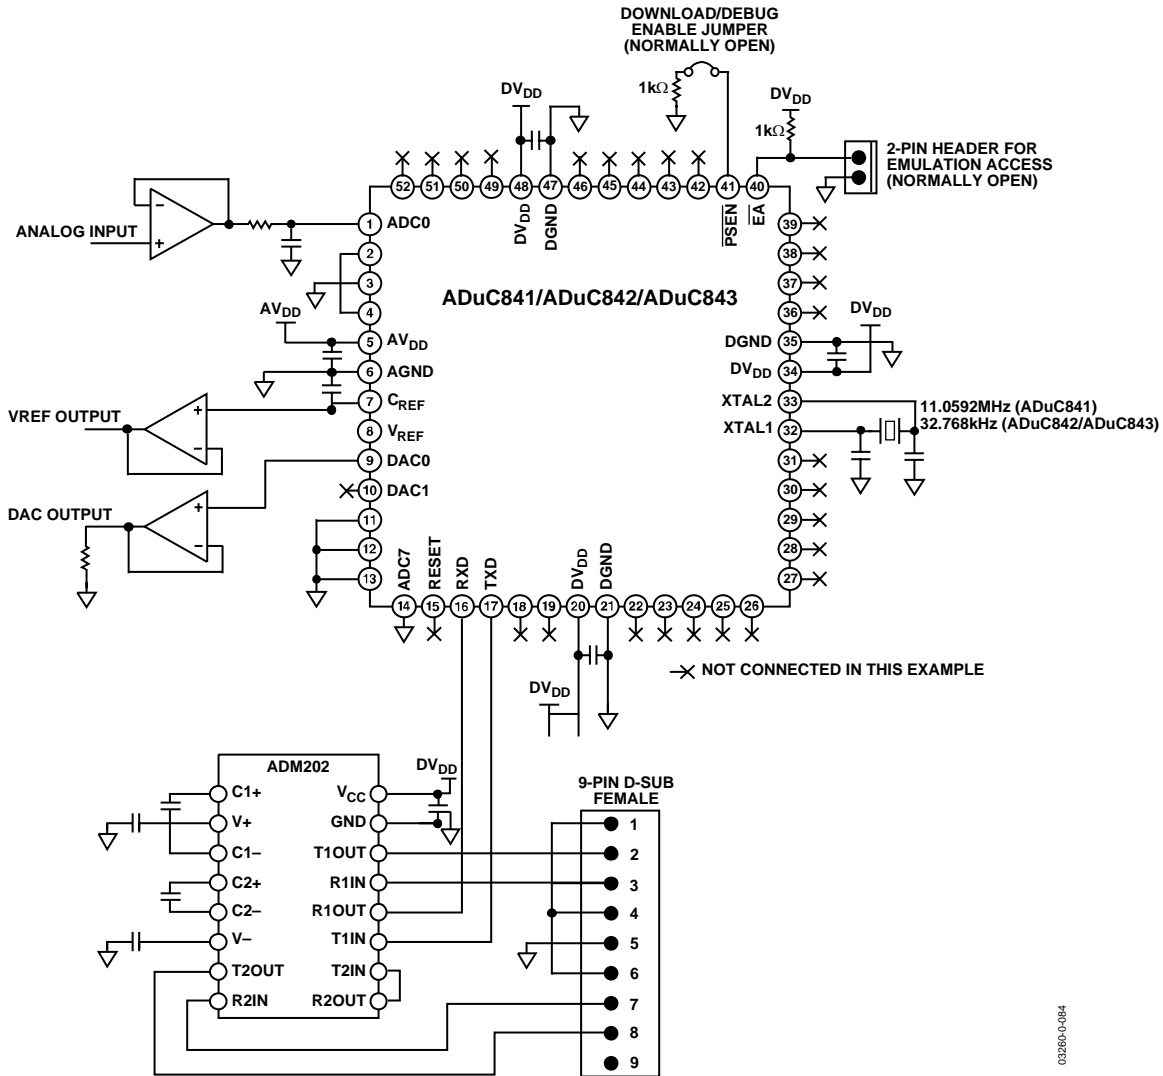 DOWNLOAD/DEBUG
ENABLE JUMPER
(NORMALLY OPEN)
1kΩ
DVDD
DVDD
1kΩ
2-PIN HEADER FOR
EMULATION ACCESS
(NORMALLY OPEN)
52 51 50 49 48 47 46 45 44 43 42 41 40
DVDD
DGND
PSEN
EA
ANALOG INPUT
1 ADC0
2
3
4
AVDD
5 AVDD
6 AGND
7 CREF
VREF OUTPUT
8 VREF
9 DAC0
10 DAC1
DAC OUTPUT
11
12
13
ADuC841/ADuC842/ADuC843
39
38
37
36
DVDD
DGND 35
DVDD 34
XTAL2 33
11.0592MHz (ADuC841)
XTAL1 32
32.768kHz (ADuC842/ADuC843)
31
30
29
28
27
ADC7
RESET
RXD
TXD
DVDD
DGND
14 15 16 17 18 19 20 21 22 23 24 25 26
NOT CONNECTED IN THIS EXAMPLE
DVDD
ADM202
DVDD
C1+
V+
C1–
C2+
C2–
V–
T2OUT
R2IN
VCC
GND
T1OUT
R1IN
R1OUT
T1IN
T2IN
R2OUT
9-PIN D-SUB
FEMALE
1
2
3
4
5
6
7
8
9
03260-0-084